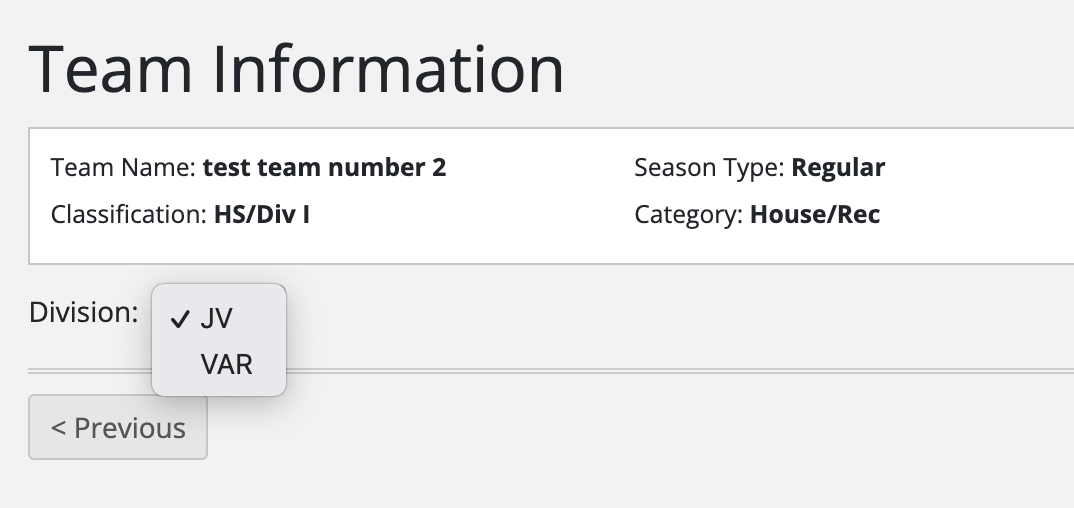 Team Information
Team Name: test team number 2
Season Type: Regular
Classification: HS/Div I
Category: House/Rec
Division:
✓ JV
VAR
< Previous